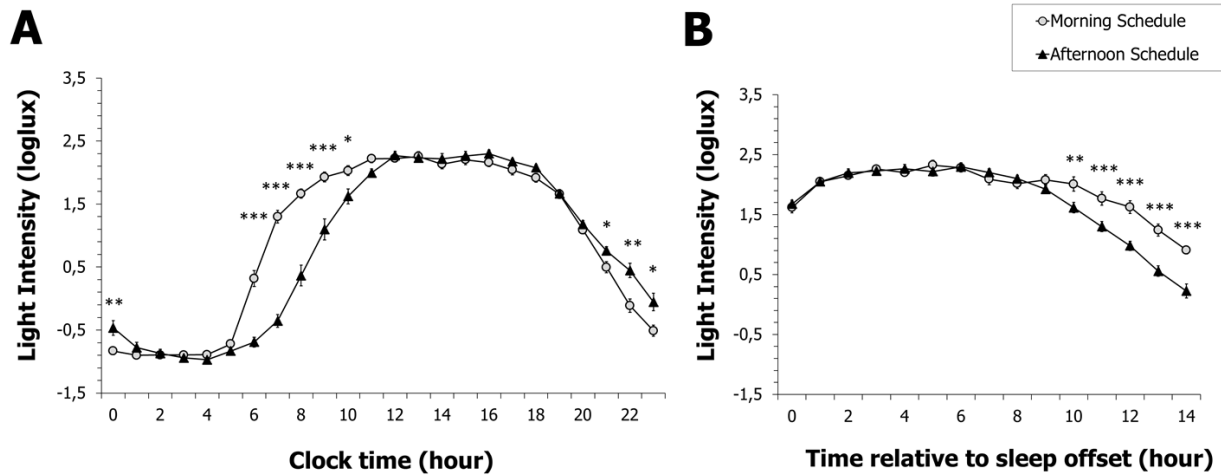 A
B
Morning Schedule
Afternoon Schedule
Light Intensity (loglux)
3,5
2,5
1,5
0,5
-0,5
-1,5
**
***
***
***
***
*
*
**
*
0 2 4 6 8 10 12 14 16 18 20 22
Clock time (hour)
Light Intensity (loglux)
3,5
2,5
1,5
0,5
-0,5
-1,5
**
***
***
***
***
0 2 4 6 8 10 12 14
Time relative to sleep offset (hour)